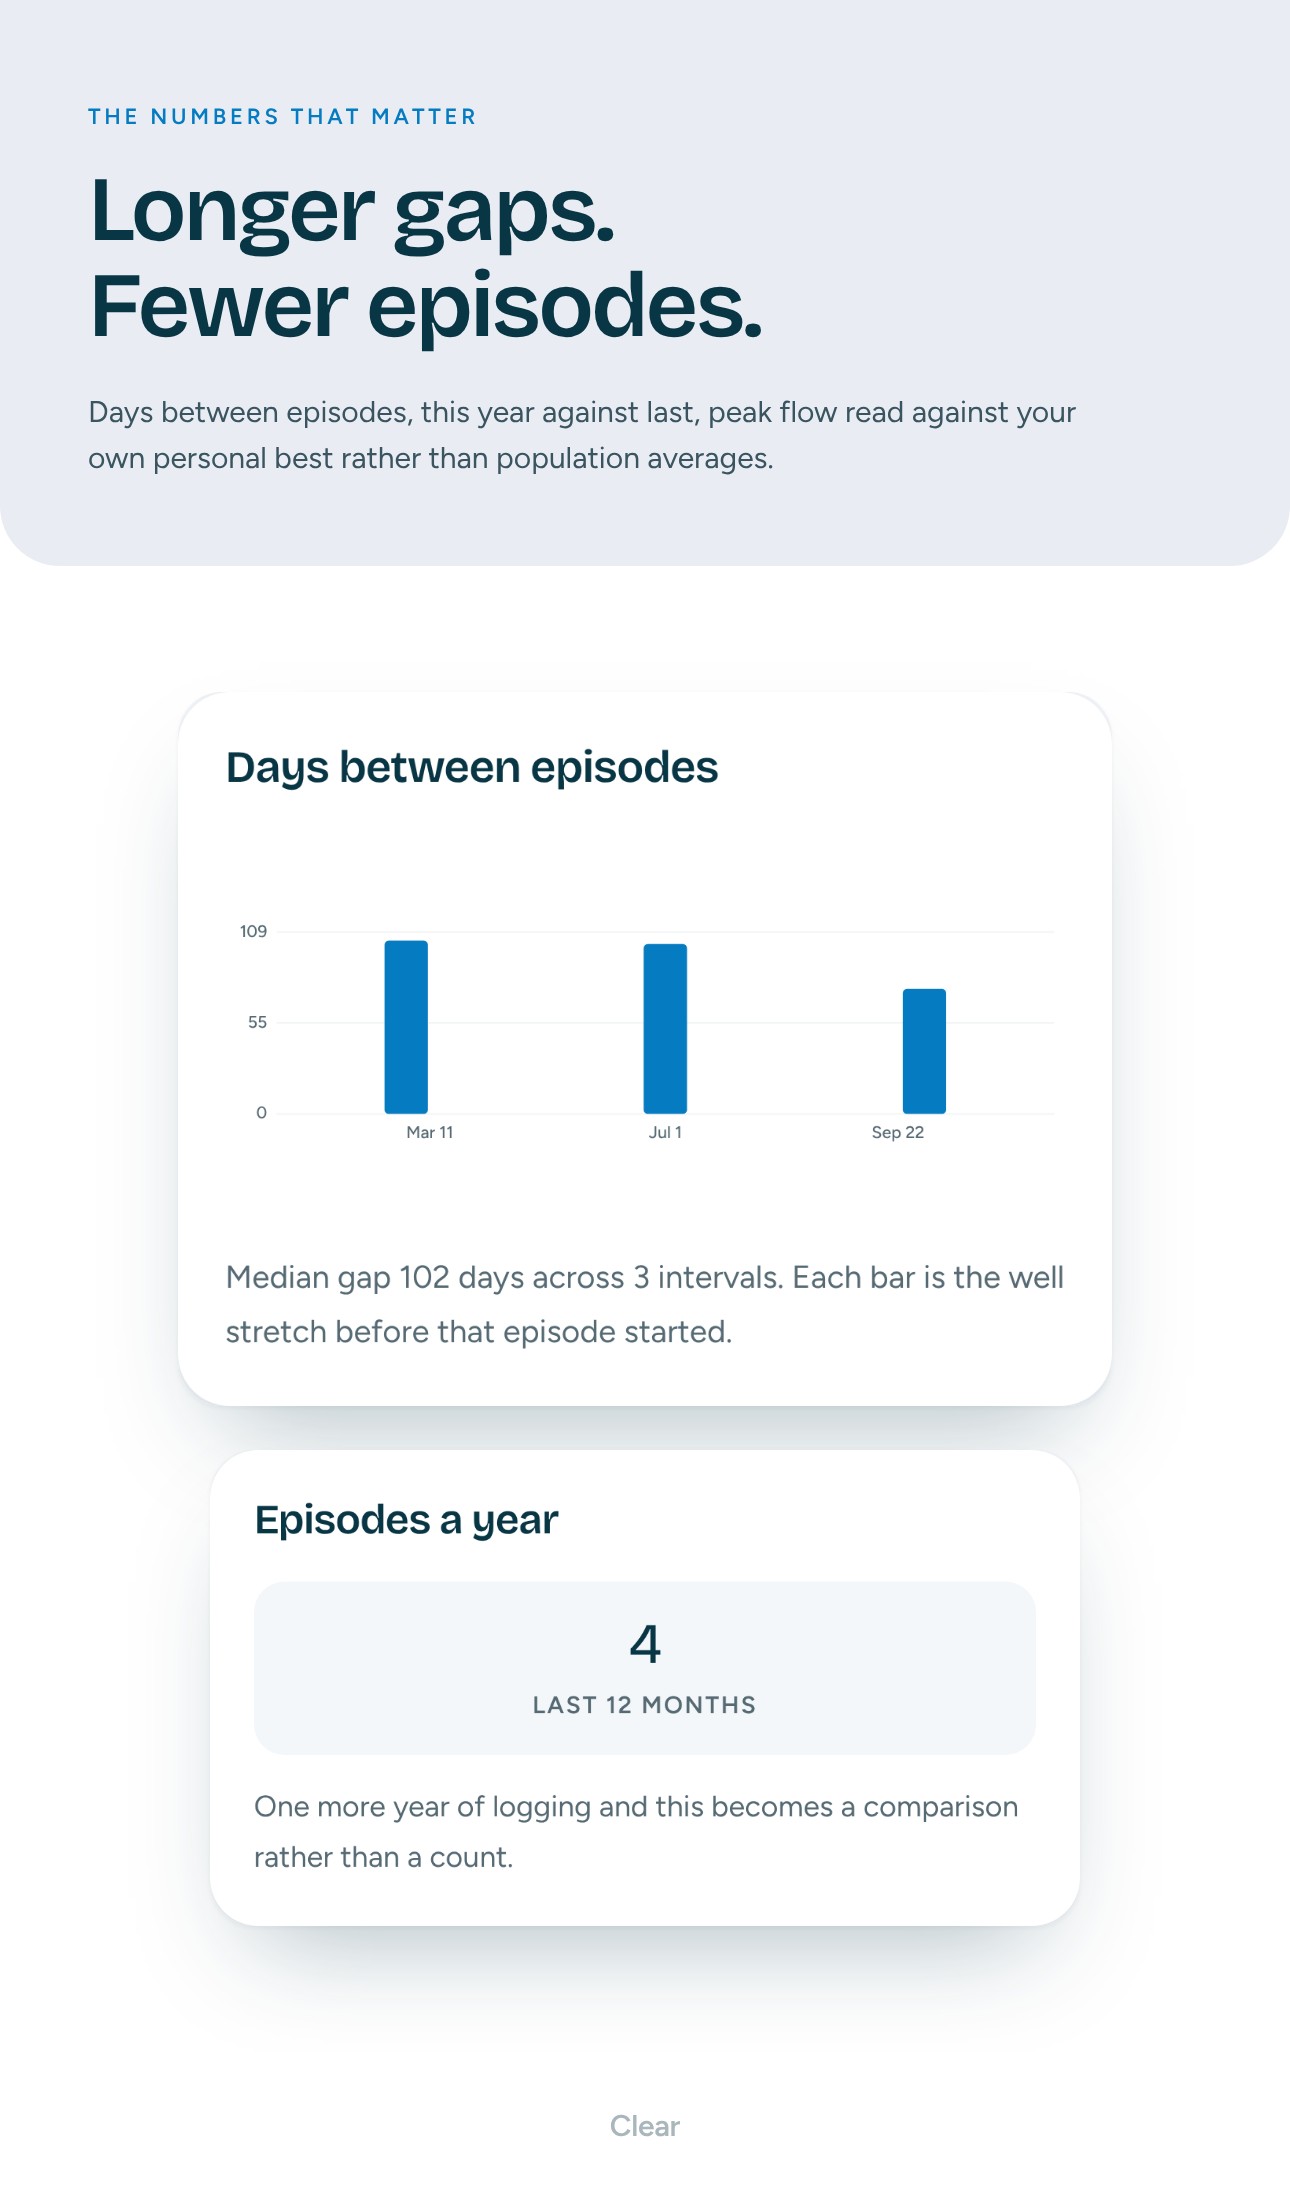 THE NUMBERS THAT MATTER
Longer gaps.
Fewer episodes.
Days between episodes, this year against last, peak flow read against your
own personal best rather than population averages.
Days between episodes
109
55
0
Mar 11
Jul 1
Sep 22
Median gap 102 days across 3 intervals. Each bar is the well
stretch before that episode started.
Episodes a year
4
LAST 12 MONTHS
One more year of logging and this becomes a comparison
rather than a count.
Clear